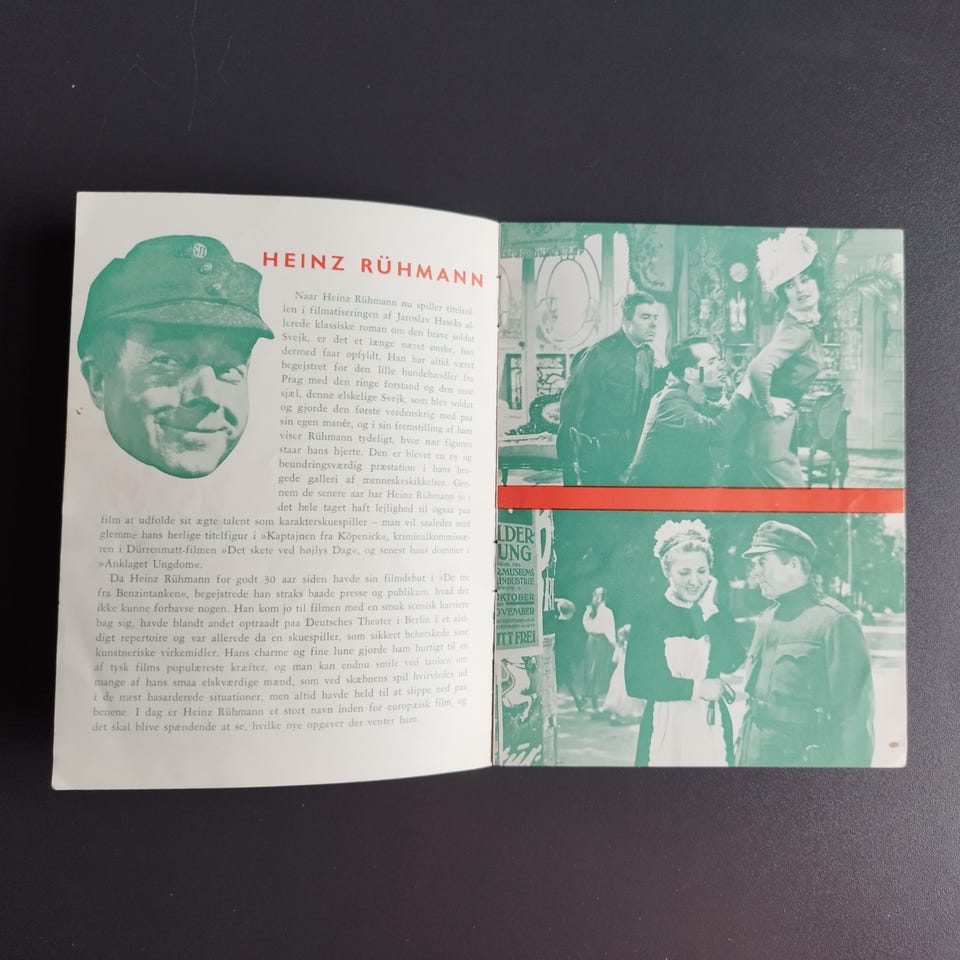 HEINZ RÜHMANN
Naar Heinz Rühmann nu spiller titelrol-
len i filmatiseringen af Jaroslav Haseks al-
lerede klassiske roman om den brave soldat
Svejk, er det et længe næret ønske, han
dermed faar opfyldt. Han har altid været
begejstret for den lille hundehandler fra
Prag med den ringe forstand og den rene
sjæl, denne elskelige Svejk, som blev soldat
og gjorde den første verdenskrig med paa
sin egen manér, og i sin fremstilling af ham
viser Rühmann tydeligt, hvor nær figuren
staar hans hjerte. Den er blevet en ny og
beundringsværdig præstation i hans bro-
gede galleri af menneskeskikkelser. Gen-
nem de senere aar har Heinz Rühmann jo i
det hele taget haft lejlighed til ogsaa paa
film at udfolde sit ægte talent som karakterskuespiller – man vil saaledes sent
glemme hans herlige titelfigur i »Kaptajnen fra Köpenick«, kriminalkommissæ-
ren i Dürrenmatt-filmen »Det skete ved højlys Dag«, og senest hans dommer i
»Anklaget Ungdom«.
Da Heinz Rühmann for godt 30 aar siden havde sin filmdebut i »De tre
fra Benzintanken«, begejstrede han straks baade presse og publikum, hvad der
ikke kunne forbavse nogen. Han kom jo til filmen med en smuk scenisk karriere
bag sig, havde blandt andet optraadt paa Deutsches Theater i Berlin i et alsi-
digt repertoire og var allerede da en skuespiller, som sikkert beherskede sine
kunstneriske virkemidler. Hans charme og fine lune gjorde ham hurtigt til en
af tysk films populæreste kræfter, og man kan endnu smile ved tanken om
mange af hans smaa elskværdige mænd, som ved skæbnens spil hvirvledes ud
i de mest hasarderede situationer, men altid havde held til at slippe ned paa
benene. I dag er Heinz Rühmann et stort navn inden for europæisk film, og
det skal blive spændende at se, hvilke nye opgaver der venter ham.
LDER
UNG
RMUSEUMS
INDUSTRIE
OKTOBER
OVEMBER
TT FREI